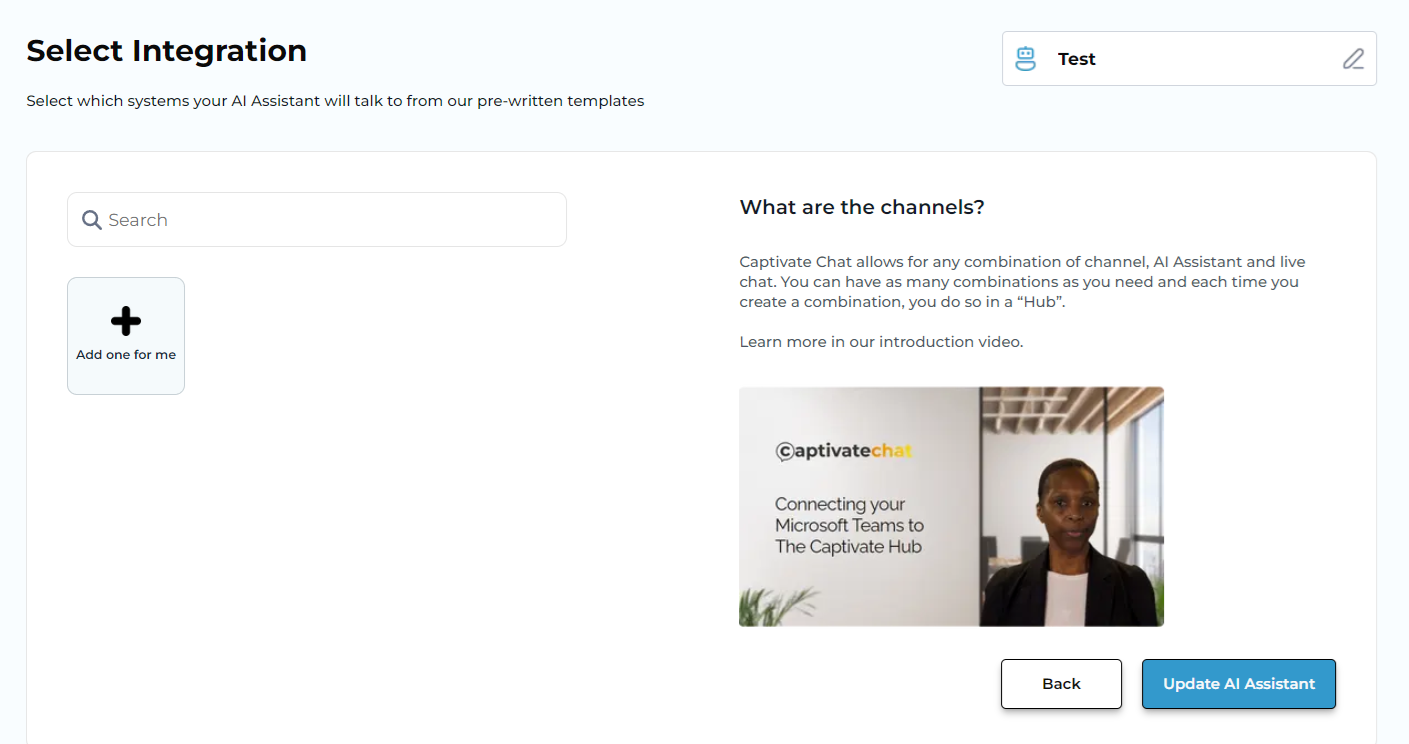 Select Integration
Test
Select which systems your AI Assistant will talk to from our pre-written templates
Search
Add one for me
What are the channels?
Captivate Chat allows for any combination of channel, AI Assistant and live
chat. You can have as many combinations as you need and each time you
create a combination, you do so in a “Hub”.
Learn more in our introduction video.
captivatechat
Connecting your
Microsoft Teams to
The Captivate Hub
Back
Update AI Assistant